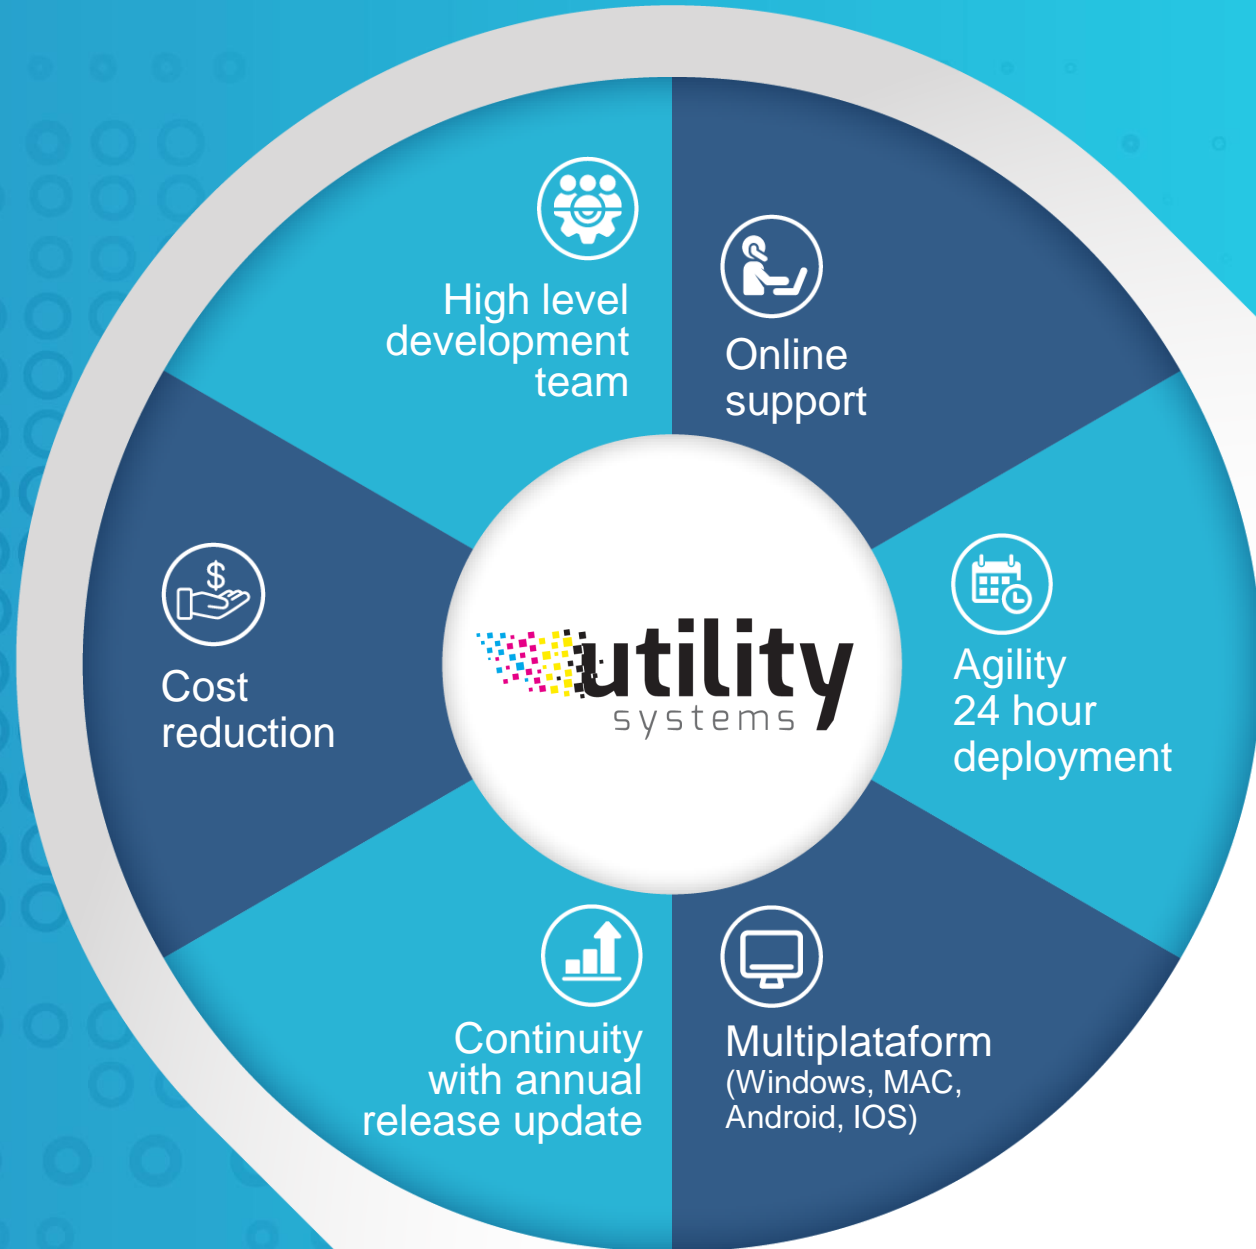 High level
development
team
Online
support
Agility
24 hour
deployment
Multiplataform
(Windows, MAC,
Android, IOS)
Continuity
with annual
release update
Cost
reduction
utility
systems